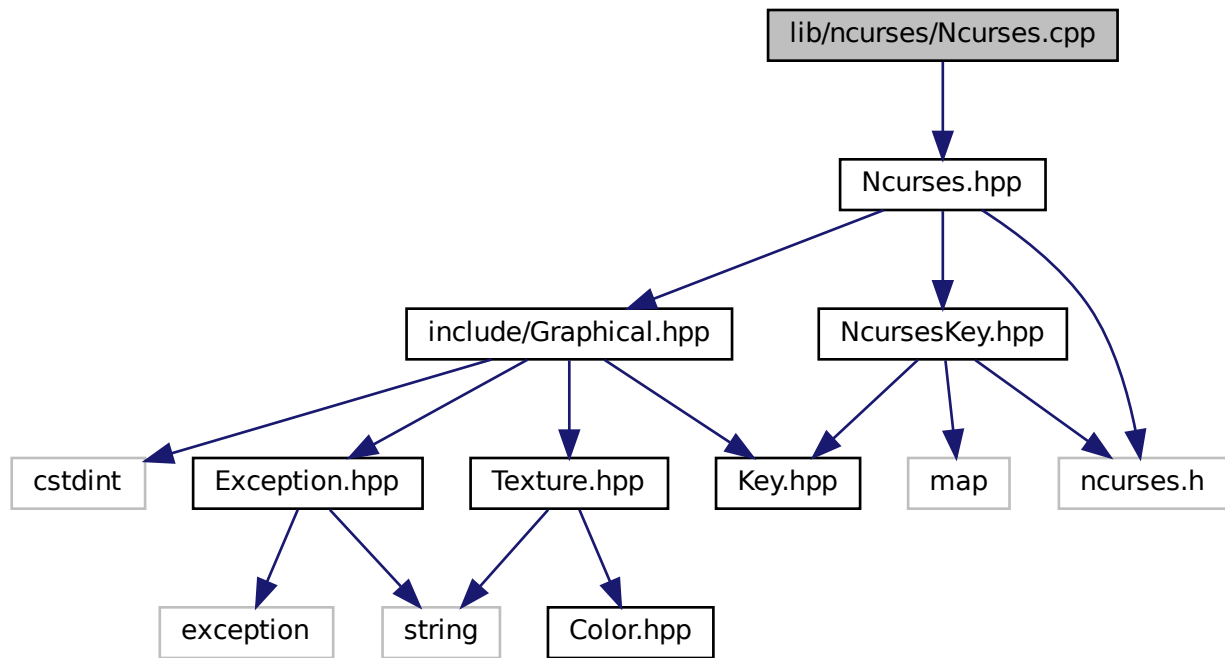 lib/ncurses/Ncurses.cpp
Ncurses.hpp
include/Graphical.hpp
NcursesKey.hpp
cstdint
Exception.hpp
Texture.hpp
Key.hpp
map
ncurses.h
exception
string
Color.hpp